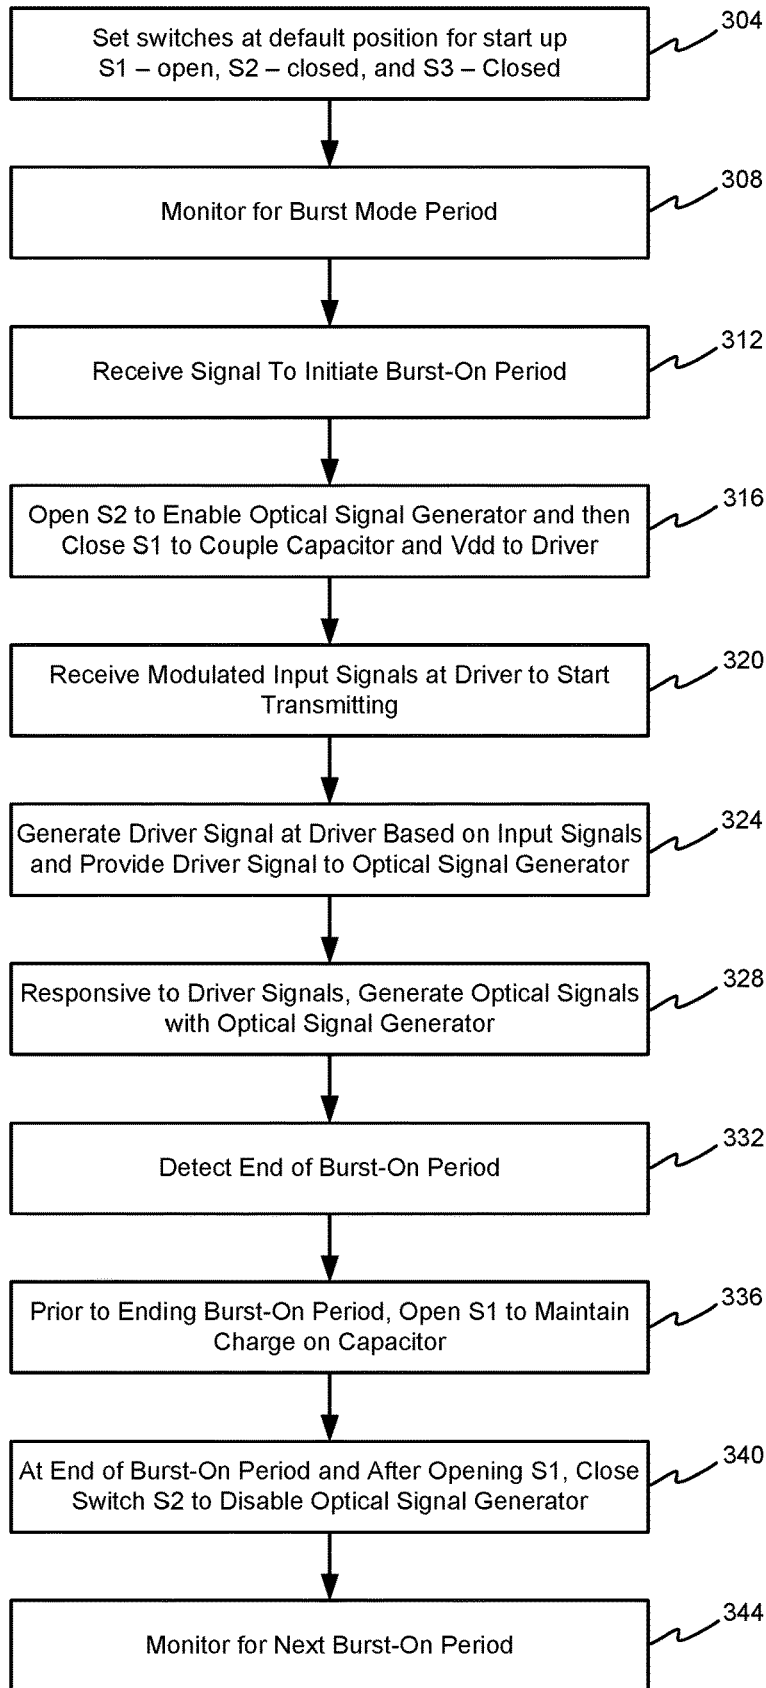 304
Set switches at default position for start up
S1 – open, S2 – closed, and S3 – Closed
308
Monitor for Burst Mode Period
312
Receive Signal To Initiate Burst-On Period
316
Open S2 to Enable Optical Signal Generator and then
Close S1 to Couple Capacitor and Vdd to Driver
320
Receive Modulated Input Signals at Driver to Start
Transmitting
324
Generate Driver Signal at Driver Based on Input Signals
and Provide Driver Signal to Optical Signal Generator
328
Responsive to Driver Signals, Generate Optical Signals
with Optical Signal Generator
332
Detect End of Burst-On Period
336
Prior to Ending Burst-On Period, Open S1 to Maintain
Charge on Capacitor
340
At End of Burst-On Period and After Opening S1, Close
Switch S2 to Disable Optical Signal Generator
344
Monitor for Next Burst-On Period